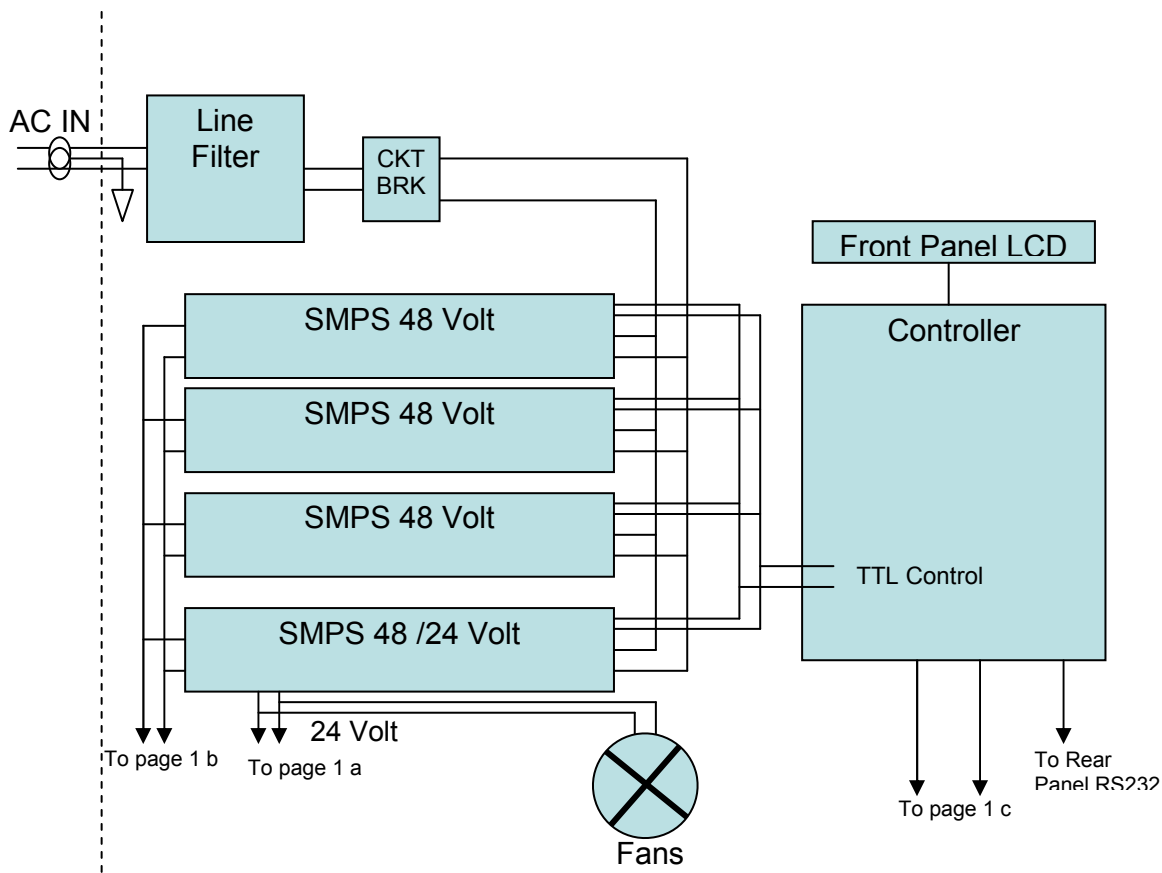 AC IN
Line
Filter
CKT
BRK
Front Panel LCD
SMPS 48 Volt
Controller
SMPS 48 Volt
SMPS 48 Volt
TTL Control
SMPS 48 /24 Volt
24 Volt
To page 1 b
To page 1 a
To Rear
Panel RS232
To page 1 c
Fans